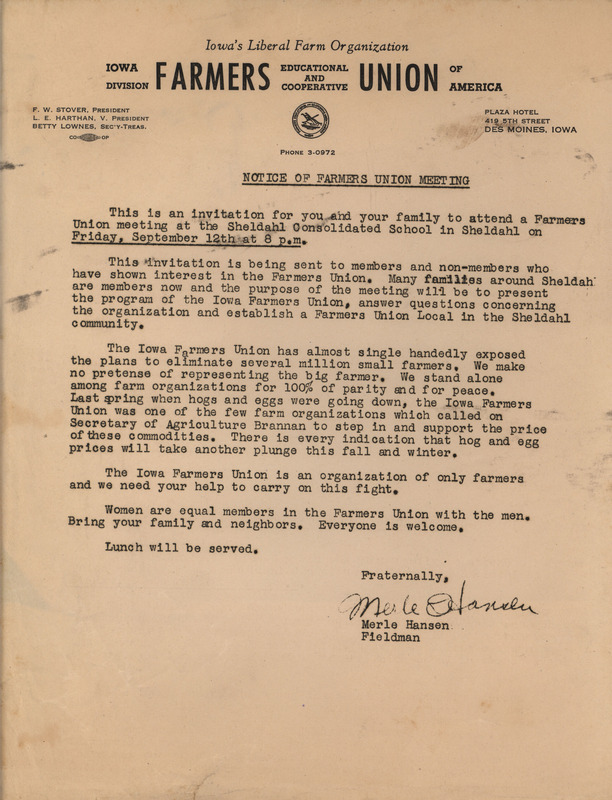 Iowa's Liberal Farm Organization
IOWA DIVISION FARMERS EDUCATIONAL AND COOPERATIVE UNION OF AMERICA
F. W. STOVER, PRESIDENT
L. E. HARTHAN, V. PRESIDENT
BETTY LOWNES, SEC'Y-TREAS.
PLAZA HOTEL
419 5TH STREET
DES MOINES, IOWA
PHONE 3-0972
NOTICE OF FARMERS UNION MEETING
This is an invitation for you and your family to attend a Farmers
Union meeting at the Sheldahl Consolidated School in Sheldahl on
Friday, September 12th at 8 p.m.
This invitation is being sent to members and non-members who
have shown interest in the Farmers Union. Many families around Sheldah
are members now and the purpose of the meeting will be to present
the program of the Iowa Farmers Union, answer questions concerning
the organization and establish a Farmers Union Local in the Sheldahl
community.
The Iowa Farmers Union has almost single handedly exposed
the plans to eliminate several million small farmers. We make
no pretense of representing the big farmer. We stand alone
among farm organizations for 100% of parity and for peace.
Last spring when hogs and eggs were going down, the Iowa Farmers
Union was one of the few farm organizations which called on
Secretary of Agriculture Brannan to step in and support the price
of these commodities. There is every indication that hog and egg
prices will take another plunge this fall and winter.
The Iowa Farmers Union is an organization of only farmers
and we need your help to carry on this fight.
Women are equal members in the Farmers Union with the men.
Bring your family and neighbors. Everyone is welcome.
Lunch will be served.
Fraternally,
Merle Hansen
Merle Hansen
Fieldman